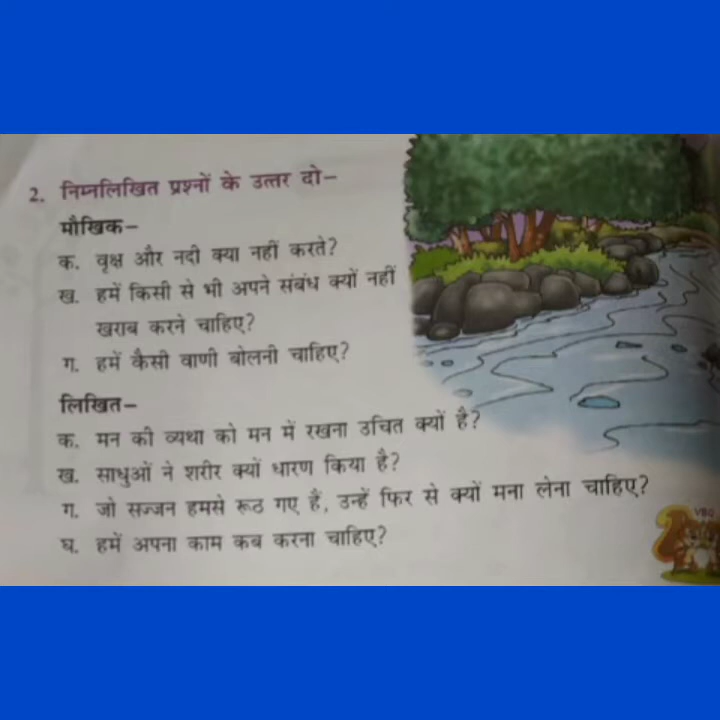 2. निम्नलिखित प्रश्नों के उत्तर दो–
मौखिक–
क. वृक्ष और नदी क्या नहीं करते?
ख. हमें किसी से भी अपने संबंध क्यों नहीं
खराब करने चाहिए?
ग. हमें कैसी वाणी बोलनी चाहिए?
लिखित–
क. मन की व्यथा को मन में रखना उचित क्यों है?
ख. साधुओं ने शरीर क्यों धारण किया है?
ग. जो सज्जन हमसे रूठ गए हैं, उन्हें फिर से क्यों मना लेना चाहिए?
घ. हमें अपना काम कब करना चाहिए?